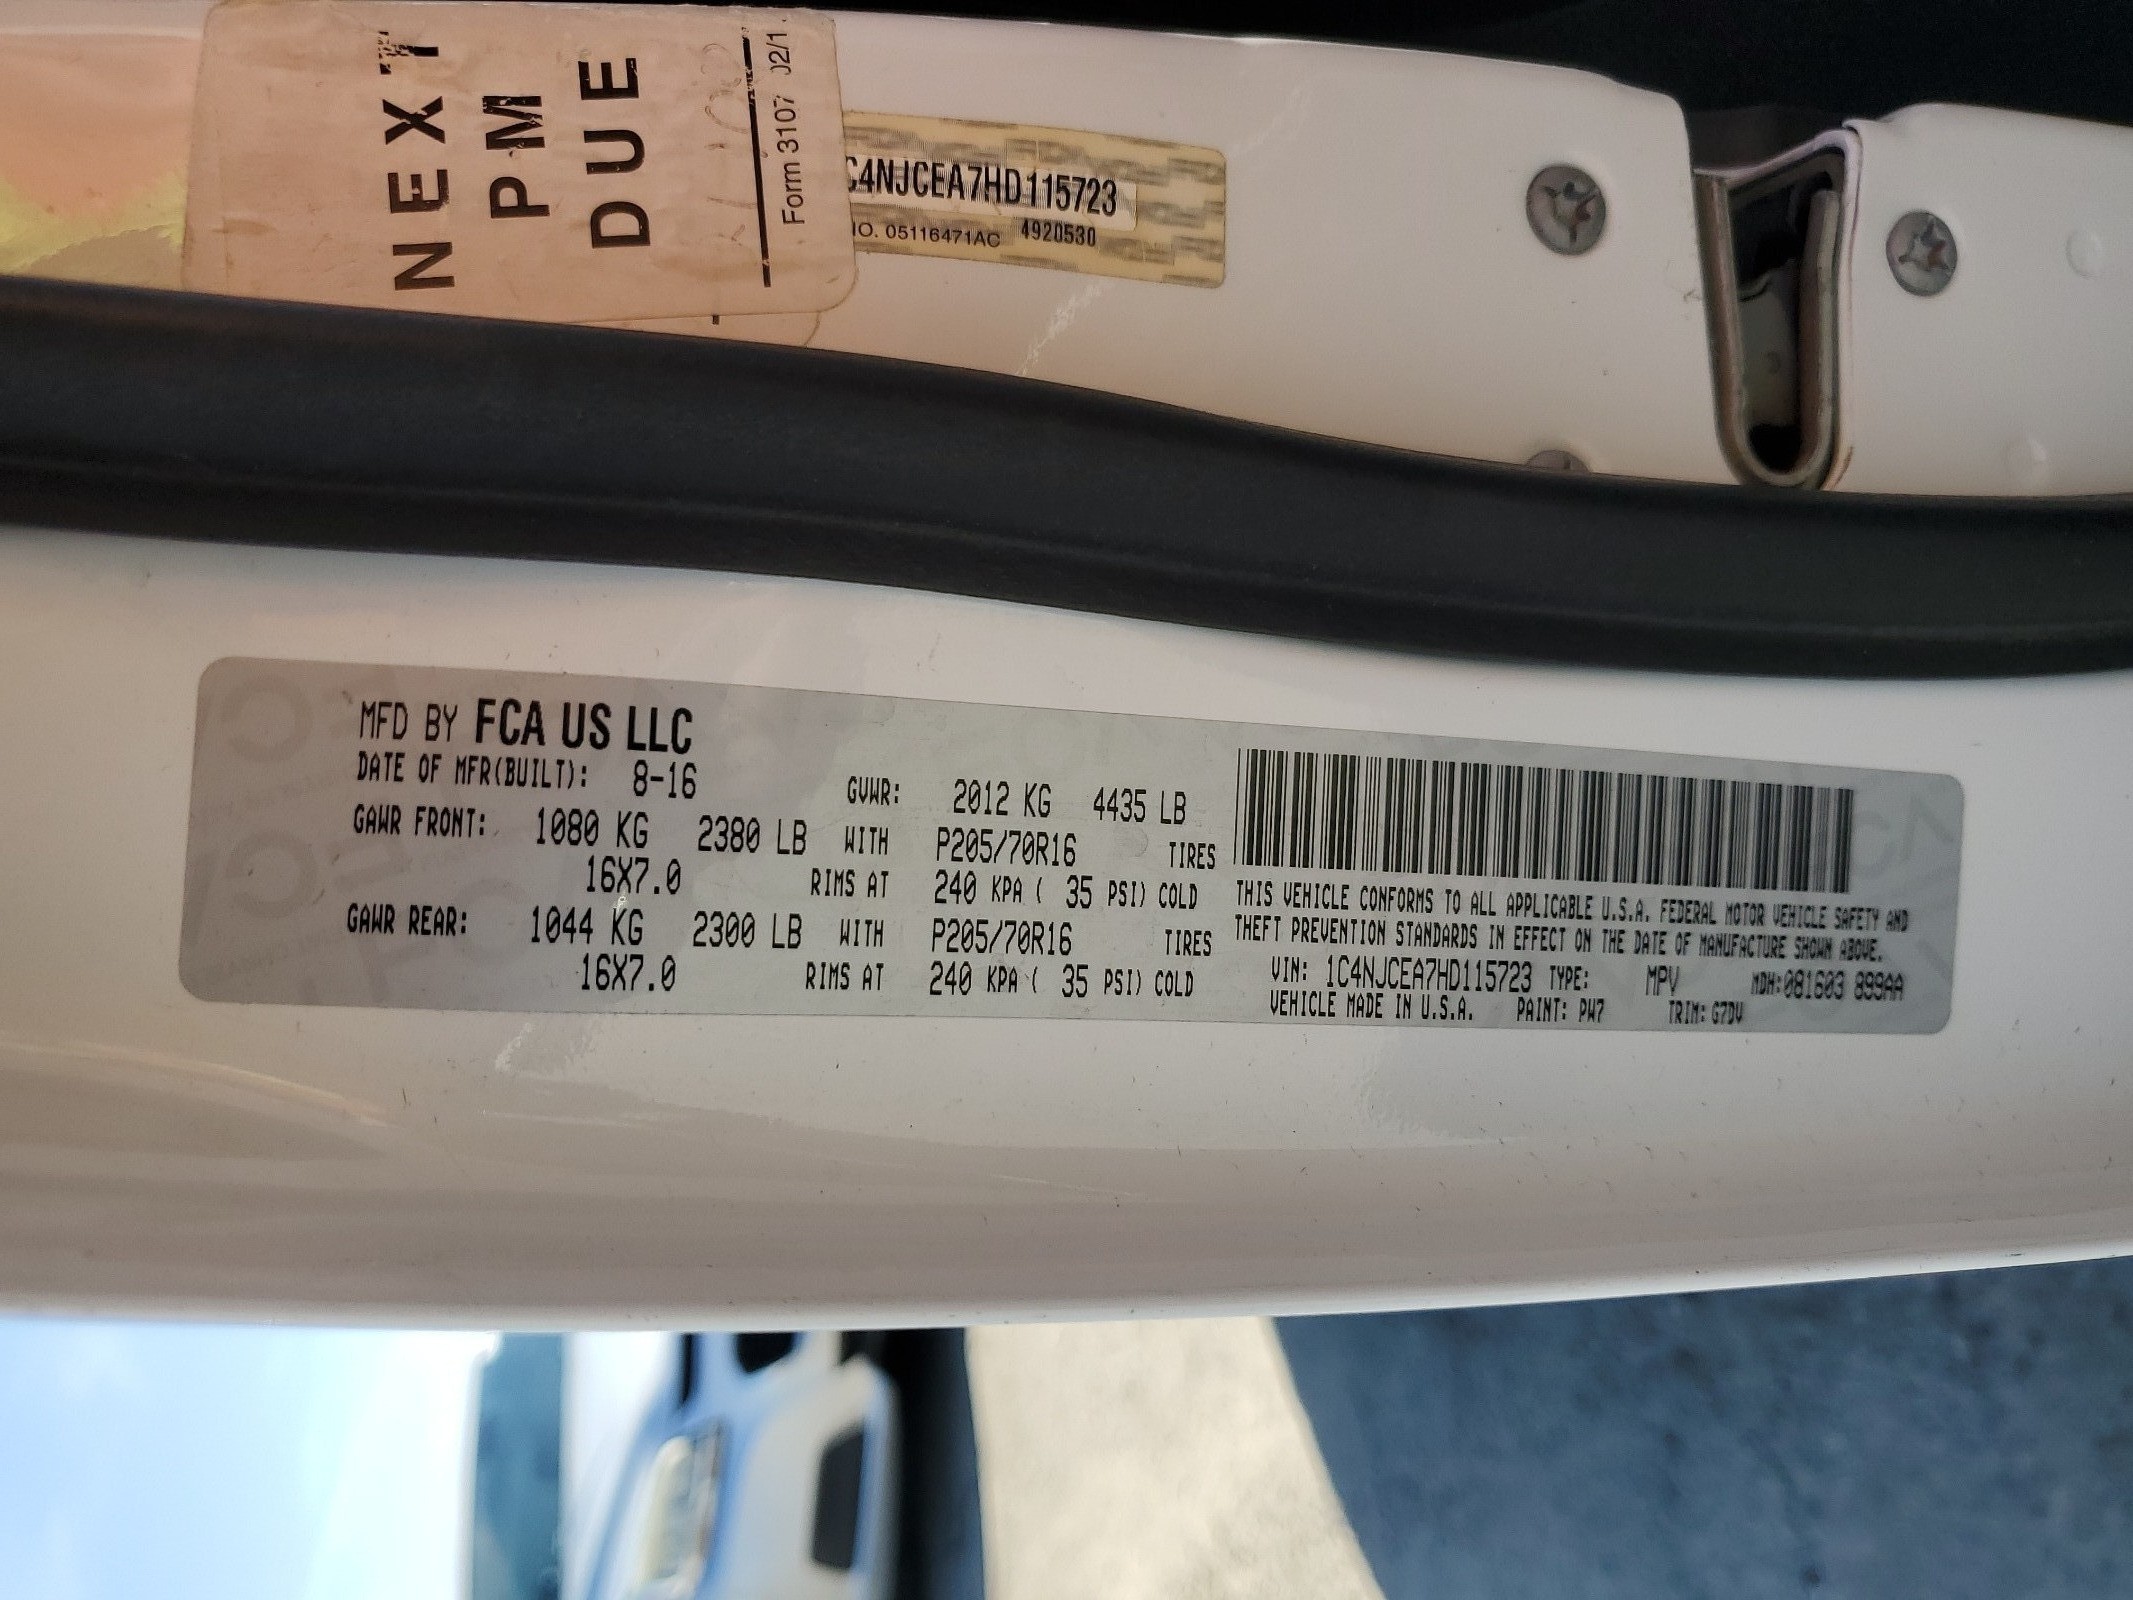 NEXT
PM
DUE
Form 3107 02/1
C4NJCEA7HD115723
O. 05116471AC 4920530
MFD BY FCA US LLC
DATE OF MFR(BUILT): 8-16 GVWR: 2012 KG 4435 LB
GAWR FRONT: 1080 KG 2380 LB WITH P205/70R16 TIRES
16X7.0 RIMS AT 240 KPA ( 35 PSI) COLD
GAWR REAR: 1044 KG 2300 LB WITH P205/70R16 TIRES
16X7.0 RIMS AT 240 KPA ( 35 PSI) COLD
THIS VEHICLE CONFORMS TO ALL APPLICABLE U.S.A. FEDERAL MOTOR VEHICLE SAFETY AND
THEFT PREVENTION STANDARDS IN EFFECT ON THE DATE OF MANUFACTURE SHOWN ABOVE.
VIN: 1C4NJCEA7HD115723 TYPE: MPV MDH:081603 899AA
VEHICLE MADE IN U.S.A. PAINT: PW7 TRIM: G7DV